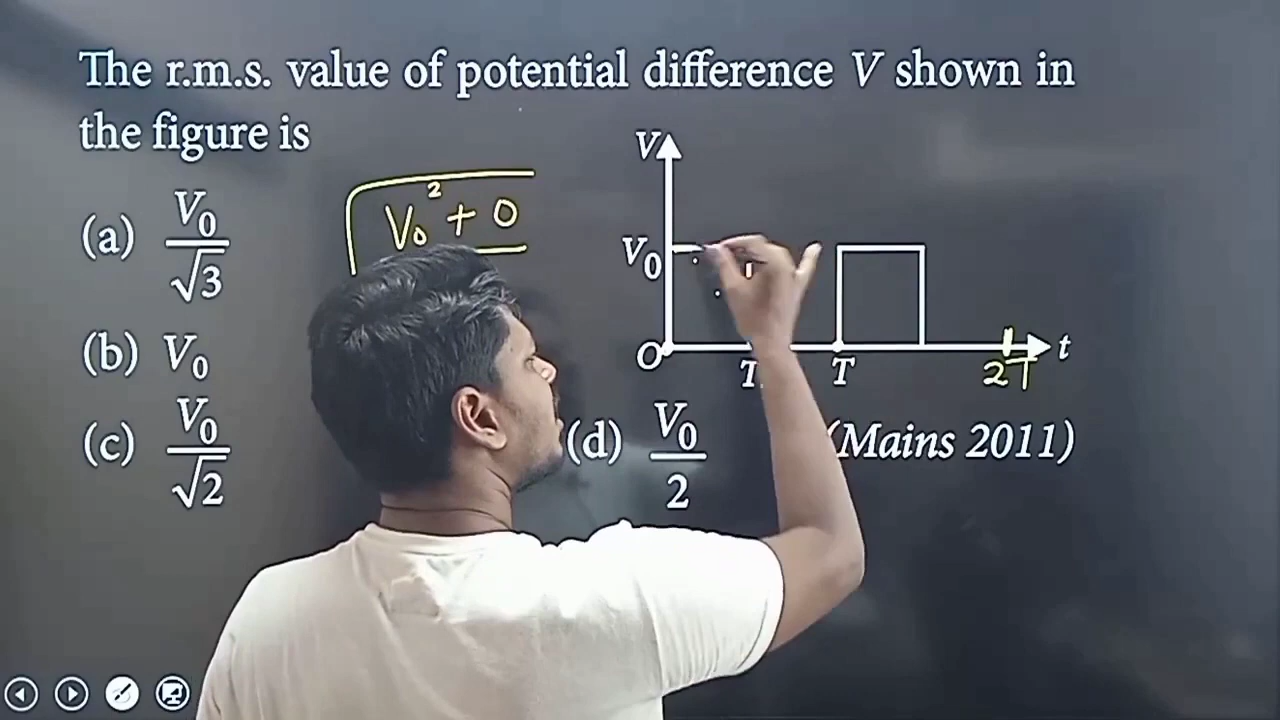 The r.m.s. value of potential difference V shown in
the figure is
(a) V₀/√3
(b) V₀
(c) V₀/√2
(d) V₀/2
(Mains 2011)
V₀² + 0
V
V₀
O
T
T
2T
t